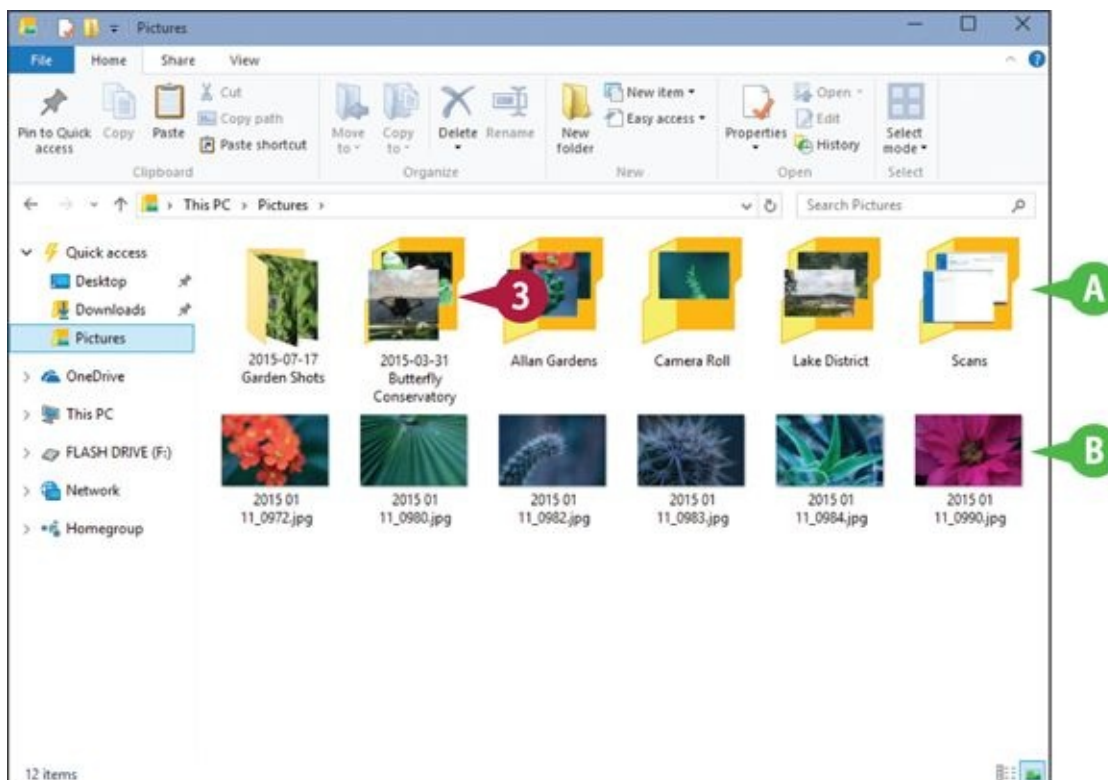 Pictures
File Home Share View
Pin to Quick access
Copy
Paste
Cut
Copy path
Paste shortcut
Clipboard
Move to
Copy to
Delete
Rename
Organize
New folder
New item
Easy access
New
Properties
Open
Edit
History
Open
Select mode
Select
This PC > Pictures >
Search Pictures
Quick access
Desktop
Downloads
Pictures
OneDrive
This PC
FLASH DRIVE (F:)
Network
Homegroup
2015-07-17
Garden Shots
2015-03-31
Butterfly
Conservatory
Allan Gardens
Camera Roll
Lake District
Scans
3
A
2015 01
11_0972.jpg
2015 01
11_0980.jpg
2015 01
11_0982.jpg
2015 01
11_0983.jpg
2015 01
11_0984.jpg
2015 01
11_0990.jpg
B
12 items